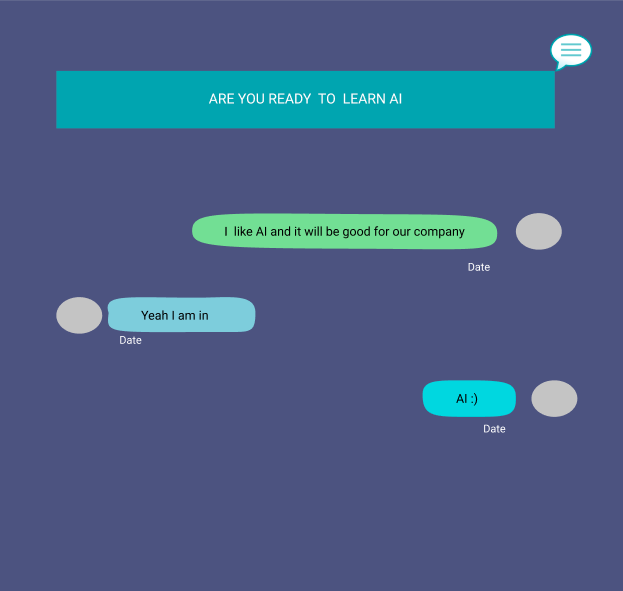 ARE YOU READY TO LEARN AI
I like AI and it will be good for our company
Date
Yeah I am in
Date
AI :)
Date